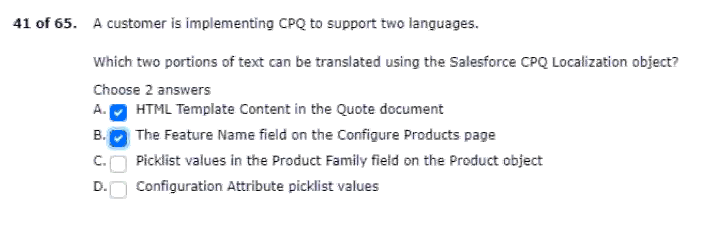 41 of 65. A customer is implementing CPQ to support two languages.
Which two portions of text can be translated using the Salesforce CPQ Localization object?
Choose 2 answers
A. HTML Template Content in the Quote document
B. The Feature Name field on the Configure Products page
C. Picklist values in the Product Family field on the Product object
D. Configuration Attribute picklist values